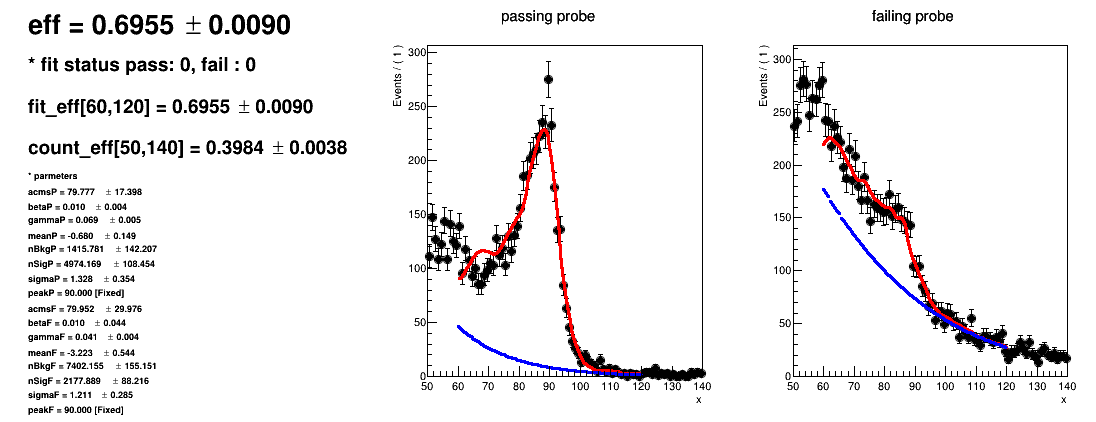 eff = 0.6955 ± 0.0090
* fit status pass: 0, fail : 0
fit_eff[60,120] = 0.6955 ± 0.0090
count_eff[50,140] = 0.3984 ± 0.0038
* parmeters
acmsP = 79.777 ± 17.398
betaP = 0.010 ± 0.004
gammaP = 0.069 ± 0.005
meanP = -0.680 ± 0.149
nBkgP = 1415.781 ± 142.207
nSigP = 4974.169 ± 108.454
sigmaP = 1.328 ± 0.354
peakP = 90.000 [Fixed]
acmsF = 79.952 ± 29.976
betaF = 0.010 ± 0.044
gammaF = 0.041 ± 0.004
meanF = -3.223 ± 0.544
nBkgF = 7402.155 ± 155.151
nSigF = 2177.889 ± 88.216
sigmaF = 1.211 ± 0.285
peakF = 90.000 [Fixed]
passing probe
Events / ( 1 )
300
250
200
150
100
50
0
50 60 70 80 90 100 110 120 130 140
x
failing probe
Events / ( 1 )
300
250
200
150
100
50
0
50 60 70 80 90 100 110 120 130 140
x